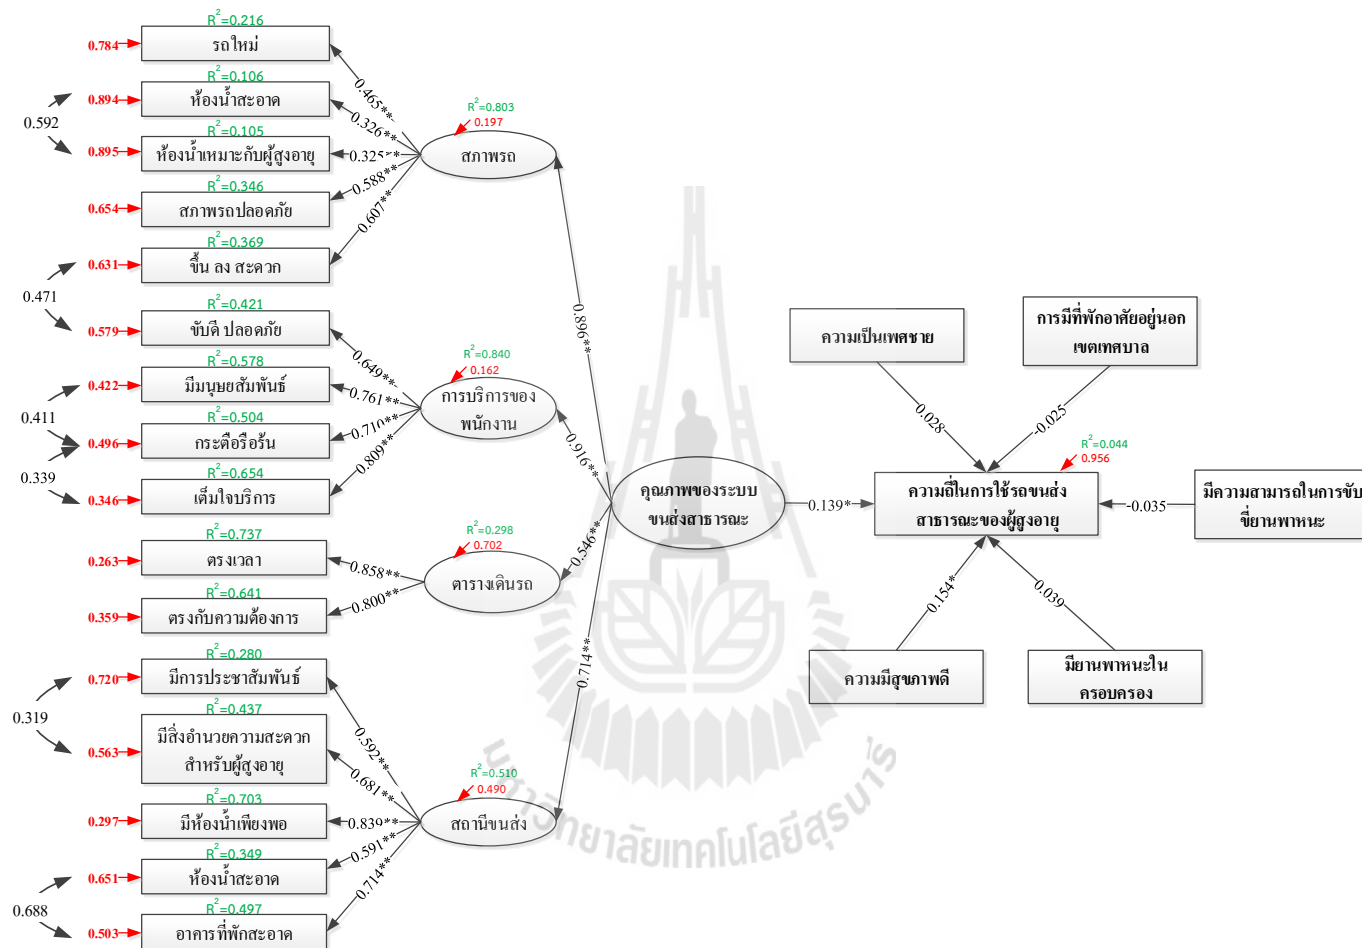 R²=0.216
0.784
รถใหม่
0.465**
R²=0.106
0.894
ห้องน้ำสะอาด
0.326**
0.592
R²=0.105
0.895
ห้องน้ำเหมาะกับผู้สูงอายุ
0.325**
R²=0.346
0.654
สภาพรถปลอดภัย
0.588**
R²=0.369
0.631
ขึ้น ลง สะดวก
0.607**
R²=0.803
0.197
สภาพรถ
0.471
R²=0.421
0.579
ขับดี ปลอดภัย
0.649**
R²=0.578
0.422
มีมนุษยสัมพันธ์
0.761**
0.411
R²=0.504
0.496
กระตือรือร้น
0.710**
0.339
R²=0.654
0.346
เต็มใจบริการ
0.809**
R²=0.840
0.162
การบริการของ
พนักงาน
R²=0.737
0.263
ตรงเวลา
0.858**
R²=0.641
0.359
ตรงกับความต้องการ
0.800**
R²=0.298
0.702
ตารางเดินรถ
R²=0.280
0.720
มีการประชาสัมพันธ์
0.592**
0.319
R²=0.437
0.563
มีสิ่งอำนวยความสะดวก
สำหรับผู้สูงอายุ
0.681**
R²=0.703
0.297
มีห้องน้ำเพียงพอ
0.839**
R²=0.349
0.651
ห้องน้ำสะอาด
0.591**
0.688
R²=0.497
0.503
อาคารที่พักสะอาด
0.714**
R²=0.510
0.490
สถานีขนส่ง
0.896**
0.916**
0.546**
0.714**
คุณภาพของระบบ
ขนส่งสาธารณะ
0.139*
ความเป็นเพศชาย
0.028
การมีที่พักอาศัยอยู่นอก
เขตเทศบาล
-0.025
R²=0.044
0.956
ความถี่ในการใช้รถขนส่ง
สาธารณะของผู้สูงอายุ
-0.035
มีความสามารถในการขับ
ขี่ยานพาหนะ
0.154*
ความมีสุขภาพดี
0.039
มียานพาหนะใน
ครอบครอง
มหาวิทยาลัยเทคโนโลยีสุรนารี